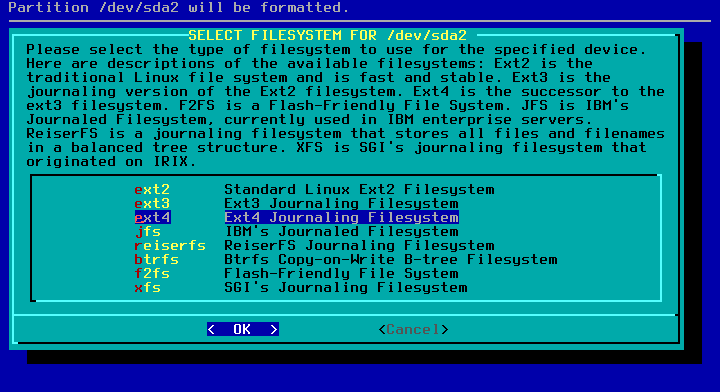 Partition /dev/sda2 will be formatted.
SELECT FILESYSTEM FOR /dev/sda2
Please select the type of filesystem to use for the specified device.
Here are descriptions of the available filesystems: Ext2 is the
traditional Linux file system and is fast and stable. Ext3 is the
journaling version of the Ext2 filesystem. Ext4 is the successor to the
ext3 filesystem. F2FS is a Flash-Friendly File System. JFS is IBM's
Journaled Filesystem, currently used in IBM enterprise servers.
ReiserFS is a journaling filesystem that stores all files and filenames
in a balanced tree structure. XFS is SGI's journaling filesystem that
originated on IRIX.
ext2 Standard Linux Ext2 Filesystem
ext3 Ext3 Journaling Filesystem
ext4 Ext4 Journaling Filesystem
jfs IBM's Journaled Filesystem
reiserfs ReiserFS Journaling Filesystem
btrfs Btrfs Copy-on-Write B-tree Filesystem
f2fs Flash-Friendly File System
xfs SGI's Journaling Filesystem
< OK > <Cancel>